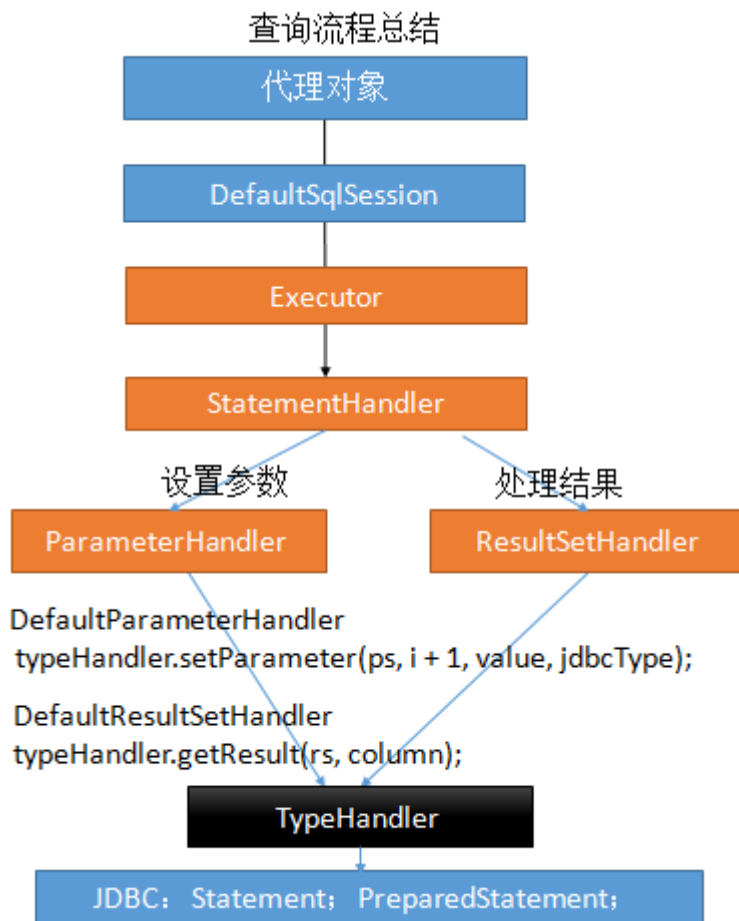 查询流程总结
代理对象
DefaultSqlSession
Executor
StatementHandler
设置参数
处理结果
ParameterHandler
ResultSetHandler
DefaultParameterHandler
typeHandler.setParameter(ps, i + 1, value, jdbcType);
DefaultResultSetHandler
typeHandler.getResult(rs, column);
TypeHandler
JDBC：Statement；PreparedStatement；